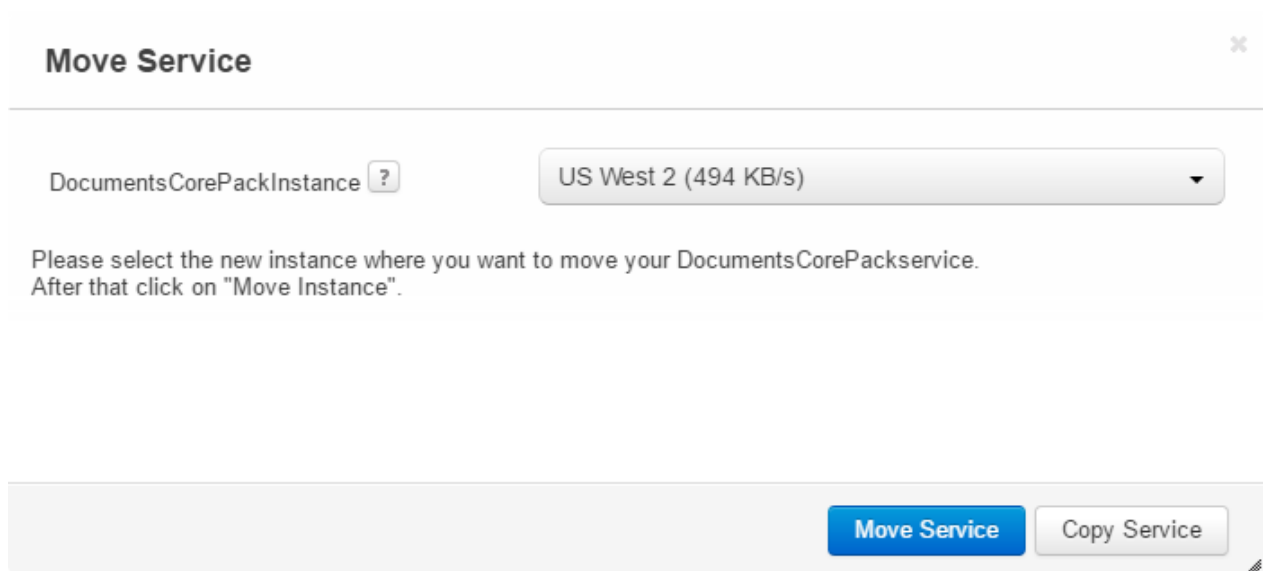 Move Service
DocumentsCorePackInstance ?
US West 2 (494 KB/s)
Please select the new instance where you want to move your DocumentsCorePackservice.
After that click on "Move Instance".
Move Service
Copy Service